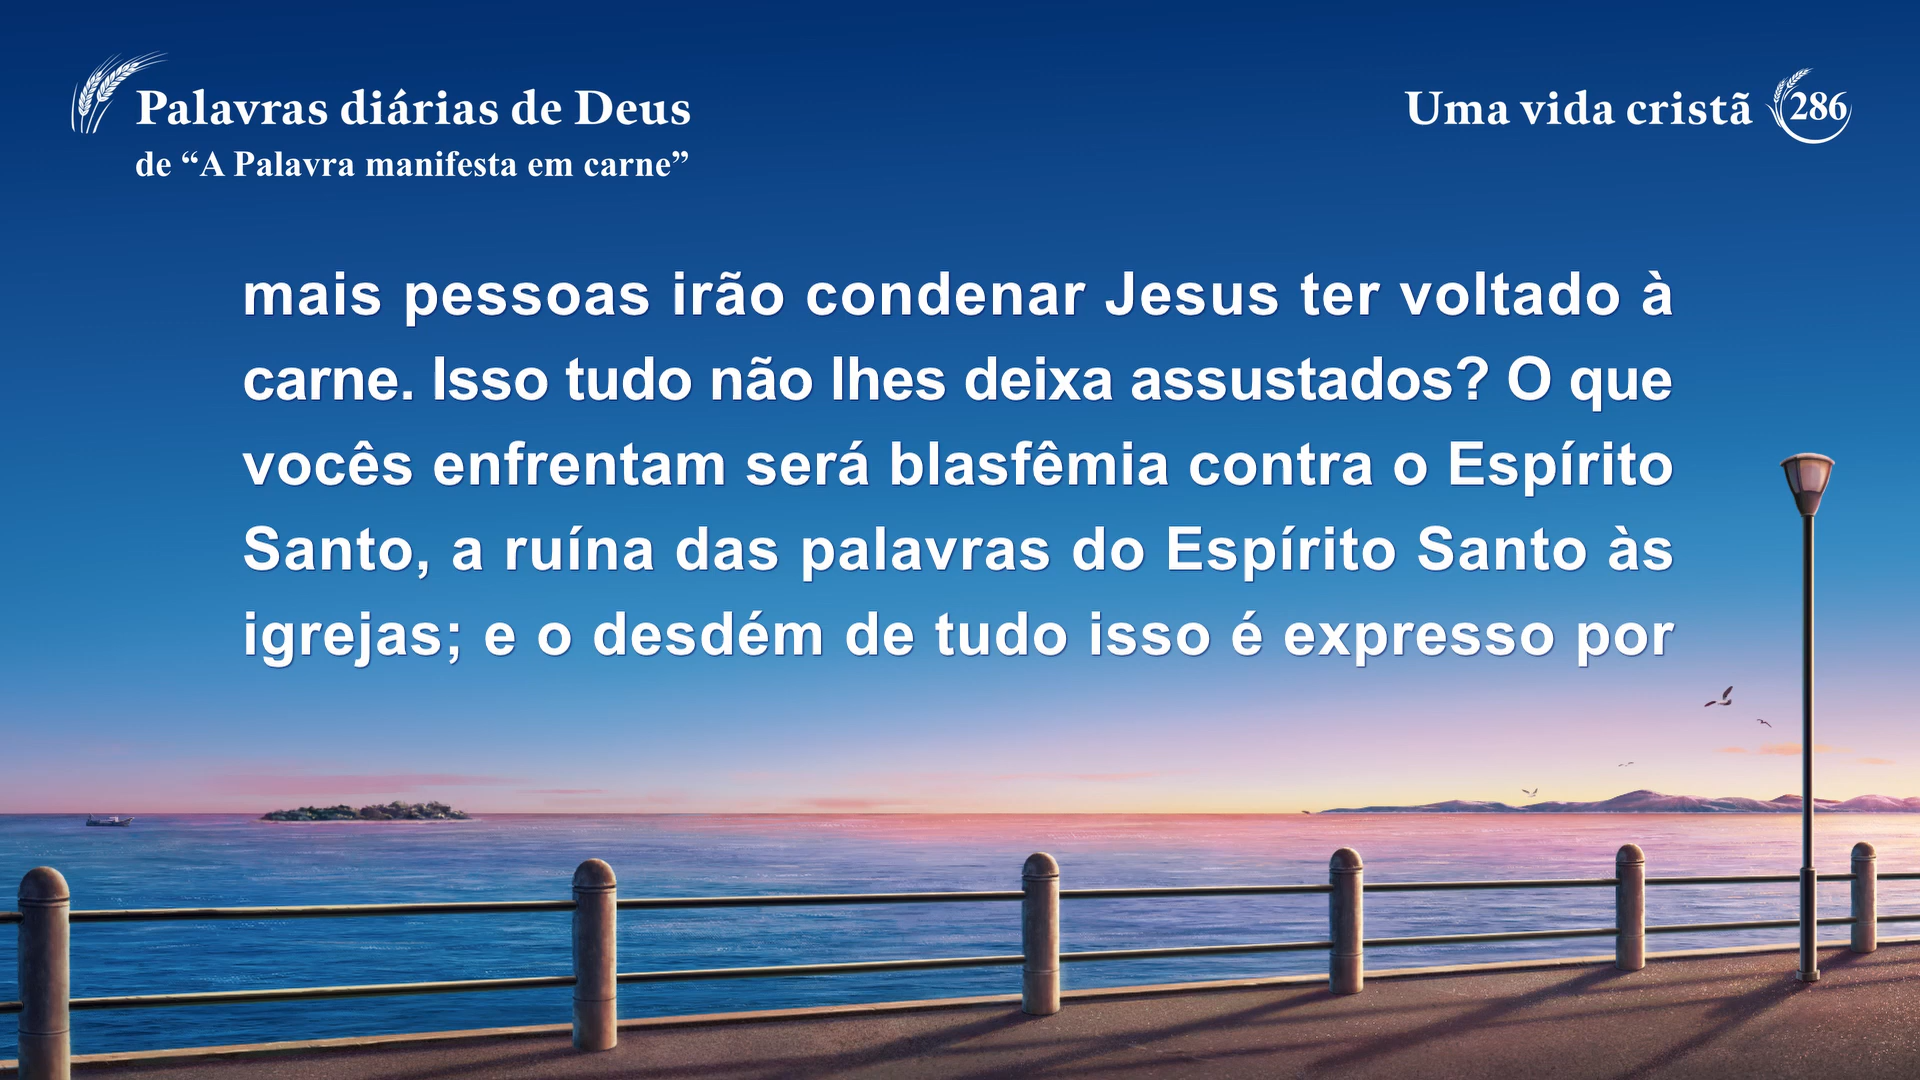 Palavras diárias de Deus
de “A Palavra manifesta em carne”
Uma vida cristã 286
mais pessoas irão condenar Jesus ter voltado à
carne. Isso tudo não lhes deixa assustados? O que
vocês enfrentam será blasfêmia contra o Espírito
Santo, a ruína das palavras do Espírito Santo às
igrejas; e o desdém de tudo isso é expresso por